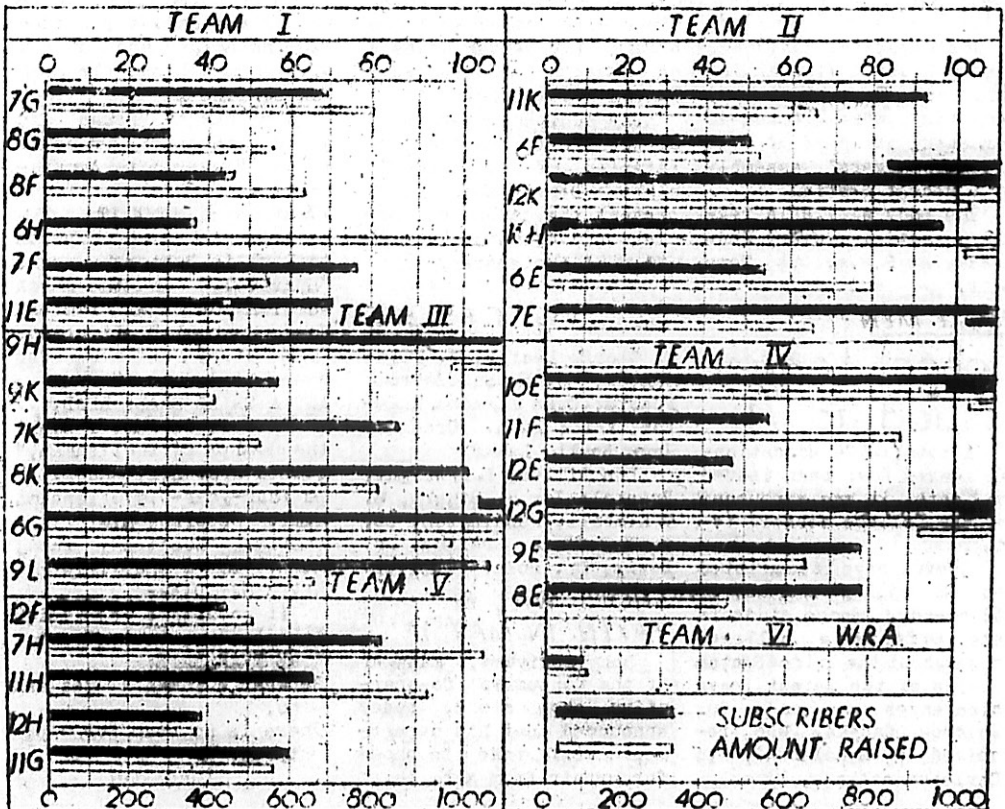 TEAM I
0 20 40 60 80 100
7G
8G
8F
6H
7F
11E
TEAM III
9H
9K
7K
8K
6G
9L
TEAM V
12F
7H
11H
12H
11G
0 200 400 600 800 1000
TEAM II
0 20 40 60 80 100
11K
6F
12K
K+1
6E
7E
TEAM IV
10E
11F
12E
12G
9E
8E
TEAM VI W.R.A.
SUBSCRIBERS
AMOUNT RAISED
0 200 400 600 800 1000